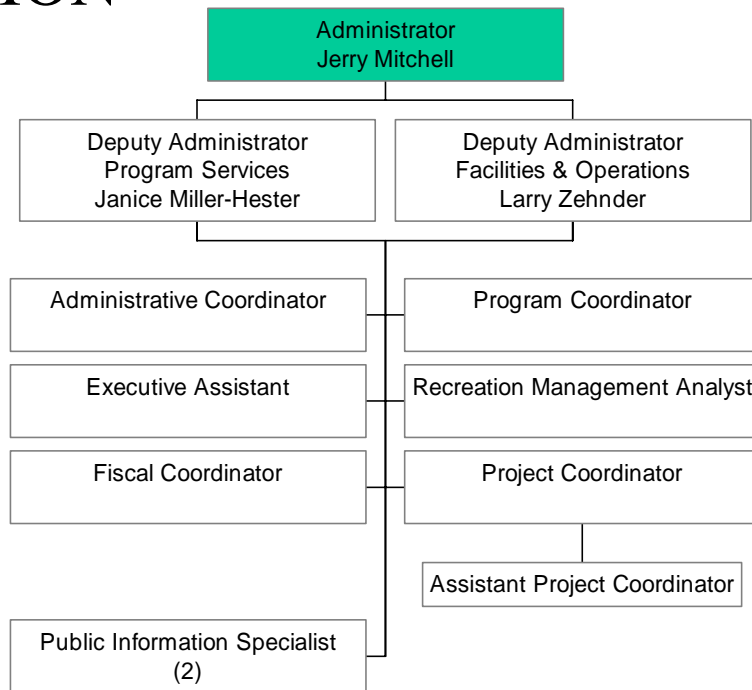 Administrator
Jerry Mitchell
Deputy Administrator
Program Services
Janice Miller-Hester
Deputy Administrator
Facilities & Operations
Larry Zehnder
Administrative Coordinator
Program Coordinator
Executive Assistant
Recreation Management Analyst
Fiscal Coordinator
Project Coordinator
Assistant Project Coordinator
Public Information Specialist
(2)